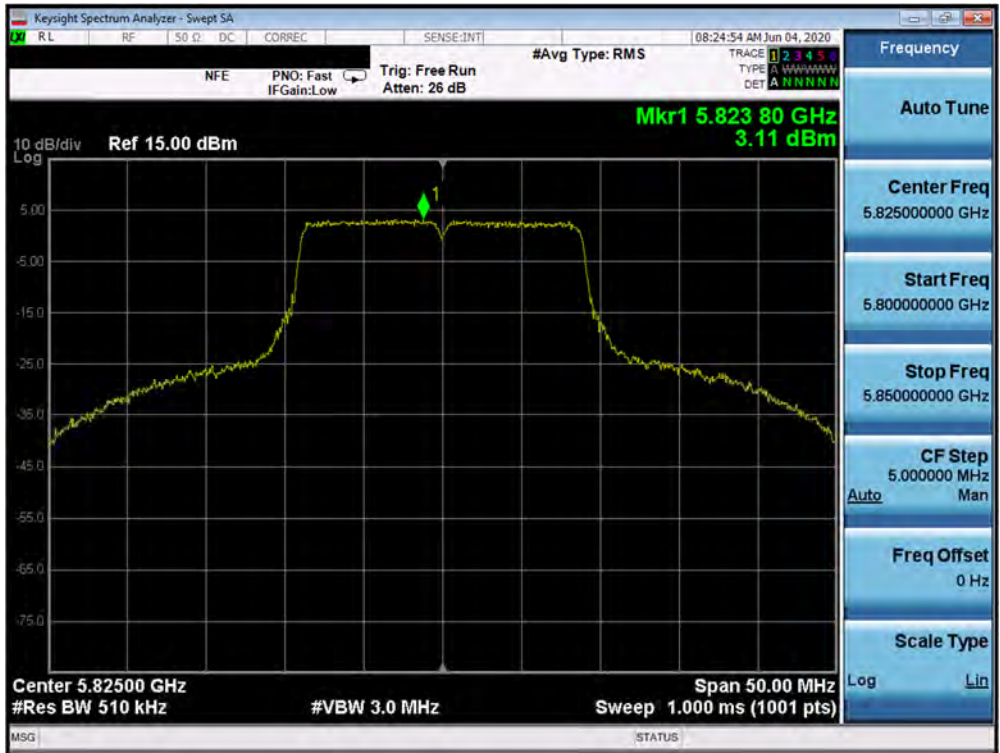 Keysight Spectrum Analyzer - Swept SA
LXI RL RF 50 Ω DC CORREC SENSE:INT 08:24:54 AM Jun 04, 2020
#Avg Type: RMS TRACE 1 2 3 4 5 6
NFE PNO: Fast Trig: Free Run TYPE A WWWWW
IFGain:Low Atten: 26 dB DET A N N N N N
Mkr1 5.823 80 GHz
3.11 dBm
10 dB/div Ref 15.00 dBm
Log
1
5.00
-5.00
-15.0
-25.0
-35.0
-45.0
-55.0
-65.0
-75.0
Center 5.82500 GHz Span 50.00 MHz
#Res BW 510 kHz #VBW 3.0 MHz Sweep 1.000 ms (1001 pts)
MSG STATUS
Frequency
Auto Tune
Center Freq
5.825000000 GHz
Start Freq
5.800000000 GHz
Stop Freq
5.850000000 GHz
CF Step
5.000000 MHz
Auto Man
Freq Offset
0 Hz
Scale Type
Log Lin